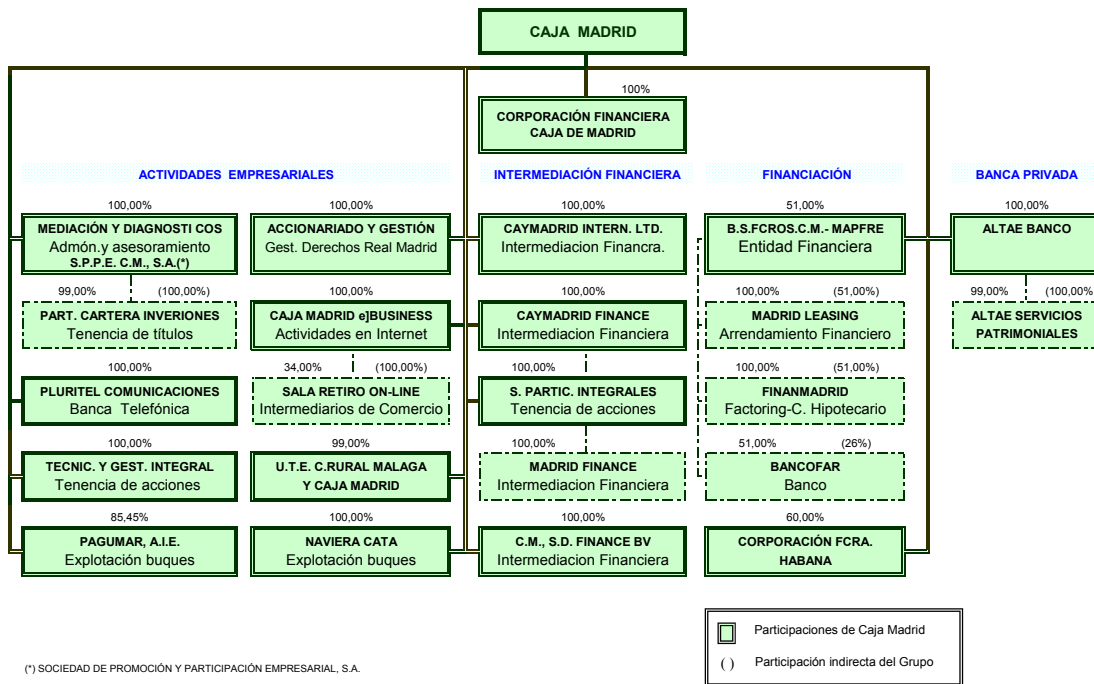 CAJA MADRID
100%
CORPORACIÓN FINANCIERA
CAJA DE MADRID
ACTIVIDADES EMPRESARIALES
INTERMEDIACIÓN FINANCIERA
FINANCIACIÓN
BANCA PRIVADA
100,00%
MEDIACIÓN Y DIAGNOSTI COS
Admón.y asesoramiento
S.P.P.E. C.M., S.A.(*)
99,00% (100,00%)
PART. CARTERA INVERIONES
Tenencia de títulos
100,00%
PLURITEL COMUNICACIONES
Banca Telefónica
100,00%
TECNIC. Y GEST. INTEGRAL
Tenencia de acciones
85,45%
PAGUMAR, A.I.E.
Explotación buques
100,00%
ACCIONARIADO Y GESTIÓN
Gest. Derechos Real Madrid
100,00%
CAJA MADRID e]BUSINESS
Actividades en Internet
34,00% (100,00%)
SALA RETIRO ON-LINE
Intermediarios de Comercio
99,00%
U.T.E. C.RURAL MALAGA
Y CAJA MADRID
100,00%
NAVIERA CATA
Explotación buques
100,00%
CAYMADRID INTERN. LTD.
Intermediacion Financra.
100,00%
CAYMADRID FINANCE
Intermediacion Financiera
100,00%
S. PARTIC. INTEGRALES
Tenencia de acciones
100,00%
MADRID FINANCE
Intermediacion Financiera
100,00%
C.M., S.D. FINANCE BV
Intermediacion Financiera
51,00%
B.S.FCROS.C.M.- MAPFRE
Entidad Financiera
100,00% (51,00%)
MADRID LEASING
Arrendamiento Financiero
100,00% (51,00%)
FINANMADRID
Factoring-C. Hipotecario
51,00% (26%)
BANCOFAR
Banco
60,00%
CORPORACIÓN FCRA.
HABANA
100,00%
ALTAE BANCO
99,00% (100,00%
ALTAE SERVICIOS
PATRIMONIALES
Participaciones de Caja Madrid
( ) Participación indirecta del Grupo
(*) SOCIEDAD DE PROMOCIÓN Y PARTICIPACIÓN EMPRESARIAL, S.A.